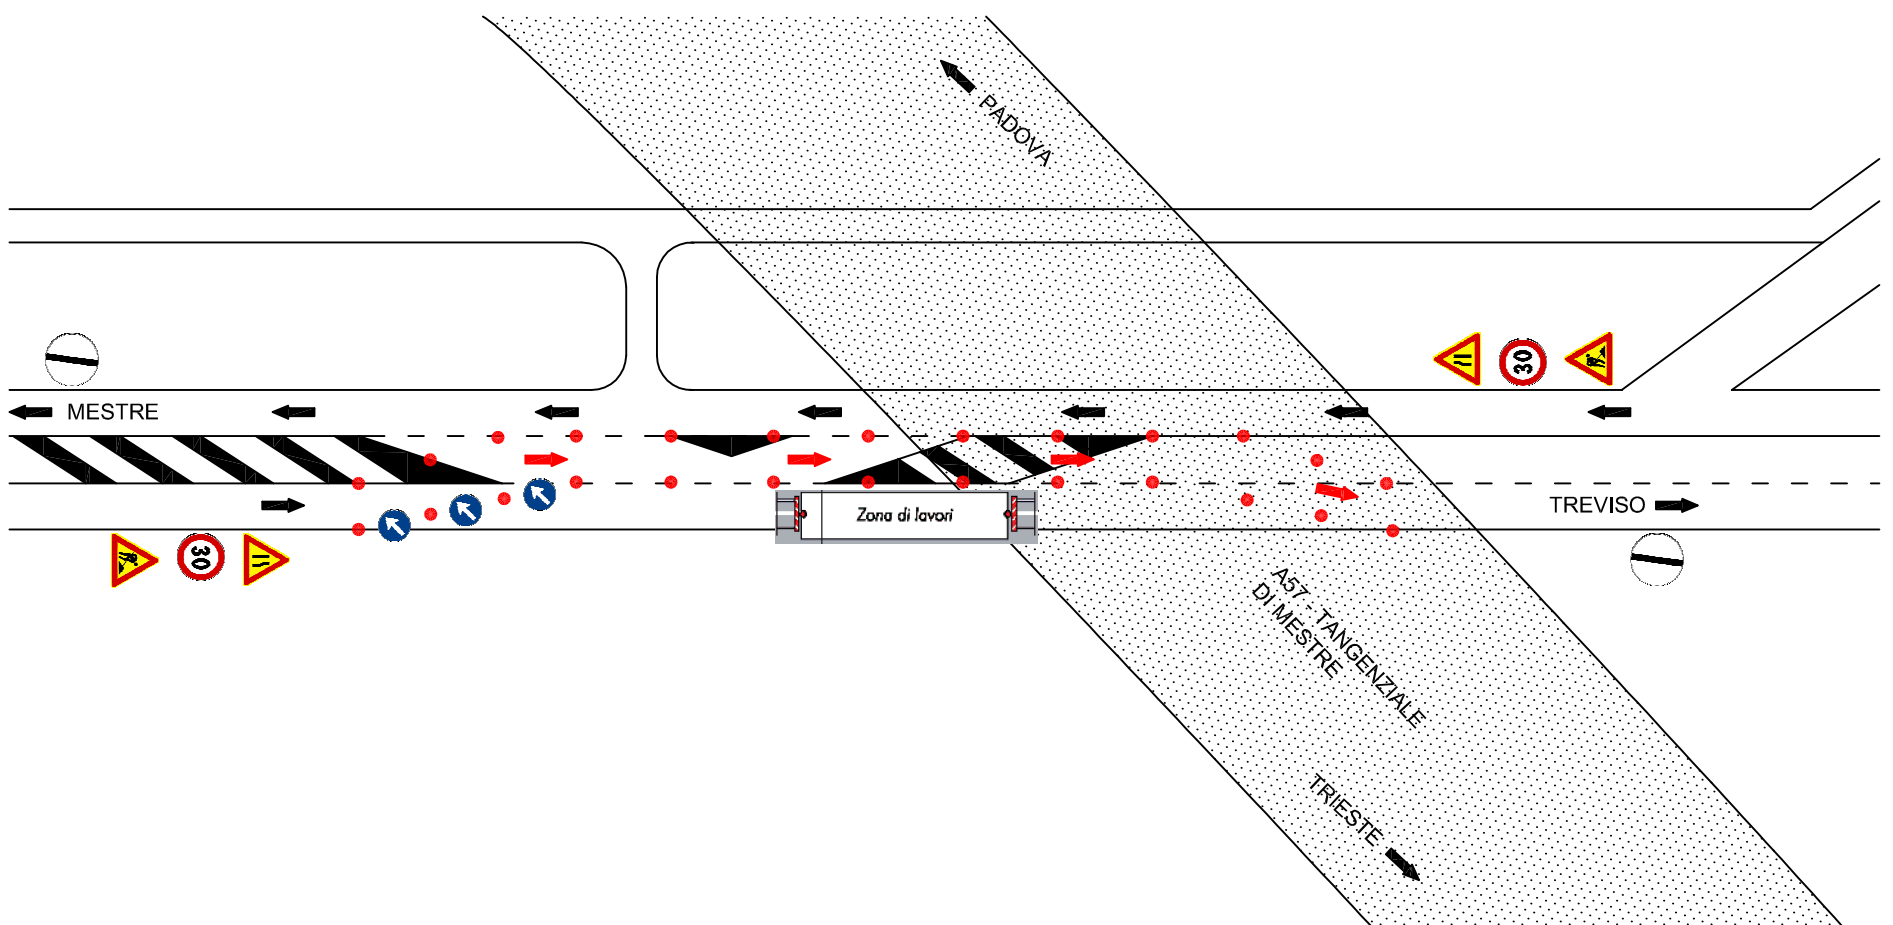 PADOVA
30
MESTRE
TREVISO
Zona di lavori
30
A57 - TANGENZIALE
DI MESTRE
TRIESTE